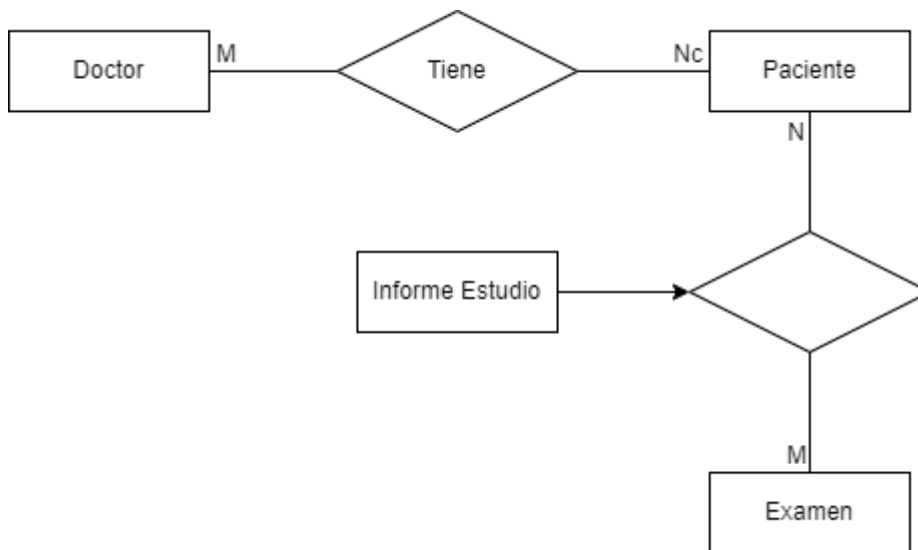 Doctor
M
Tiene
Nc
Paciente
N
Informe Estudio
M
Examen